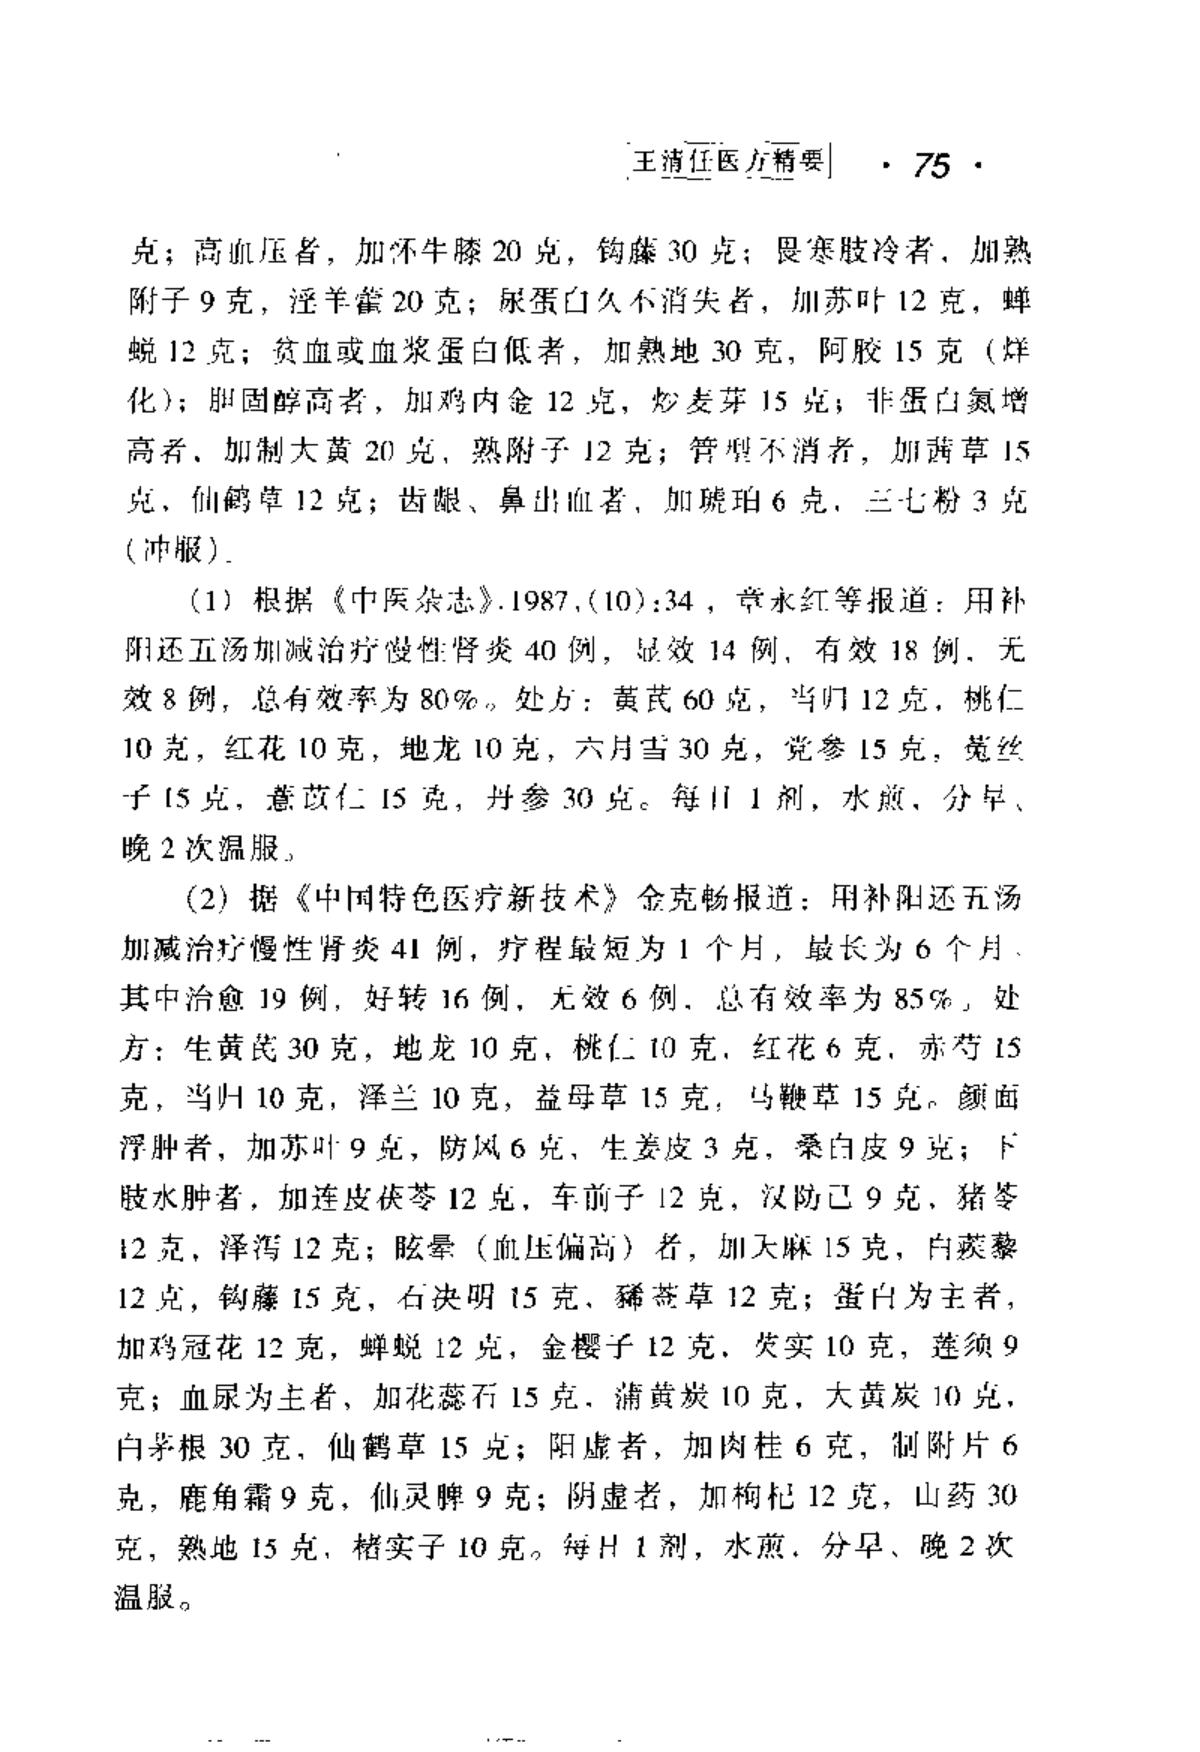 王清任医方精要 · 75 ·
克；高血压者，加怀牛膝 20 克，钩藤 30 克；畏寒肢冷者，加熟
附子 9 克，淫羊藿 20 克；尿蛋白久不消失者，加苏叶 12 克，蝉
蜕 12 克；贫血或血浆蛋白低者，加熟地 30 克，阿胶 15 克（烊
化）；胆固醇高者，加鸡内金 12 克，炒麦芽 15 克；非蛋白氮增
高者，加制大黄 20 克，熟附子 12 克；管型不消者，加茜草 15
克，仙鹤草 12 克；齿龈、鼻出血者，加琥珀 6 克，三七粉 3 克
（冲服）。
（1）根据《中医杂志》.1987,(10):34，章永红等报道：用补
阳还五汤加减治疗慢性肾炎 40 例，显效 14 例，有效 18 例，无
效 8 例，总有效率为 80%。处方：黄芪 60 克，当归 12 克，桃仁
10 克，红花 10 克，地龙 10 克，六月雪 30 克，党参 15 克，菟丝
子 15 克，薏苡仁 15 克，丹参 30 克。每日 1 剂，水煎，分早、
晚 2 次温服。
（2）据《中国特色医疗新技术》金克畅报道：用补阳还五汤
加减治疗慢性肾炎 41 例，疗程最短为 1 个月，最长为 6 个月。
其中治愈 19 例，好转 16 例，无效 6 例，总有效率为 85%。处
方：生黄芪 30 克，地龙 10 克，桃仁 10 克，红花 6 克，赤芍 15
克，当归 10 克，泽兰 10 克，益母草 15 克，马鞭草 15 克。颜面
浮肿者，加苏叶 9 克，防风 6 克，生姜皮 3 克，桑白皮 9 克；下
肢水肿者，加连皮茯苓 12 克，车前子 12 克，汉防己 9 克，猪苓
12 克，泽泻 12 克；眩晕（血压偏高）者，加天麻 15 克，白蒺藜
12 克，钩藤 15 克，石决明 15 克，豨莶草 12 克；蛋白为主者，
加鸡冠花 12 克，蝉蜕 12 克，金樱子 12 克，芡实 10 克，莲须 9
克；血尿为主者，加花蕊石 15 克，蒲黄炭 10 克，大黄炭 10 克，
白茅根 30 克，仙鹤草 15 克；阳虚者，加肉桂 6 克，制附片 6
克，鹿角霜 9 克，仙灵脾 9 克；阴虚者，加枸杞 12 克，山药 30
克，熟地 15 克，楮实子 10 克。每日 1 剂，水煎，分早、晚 2 次
温服。